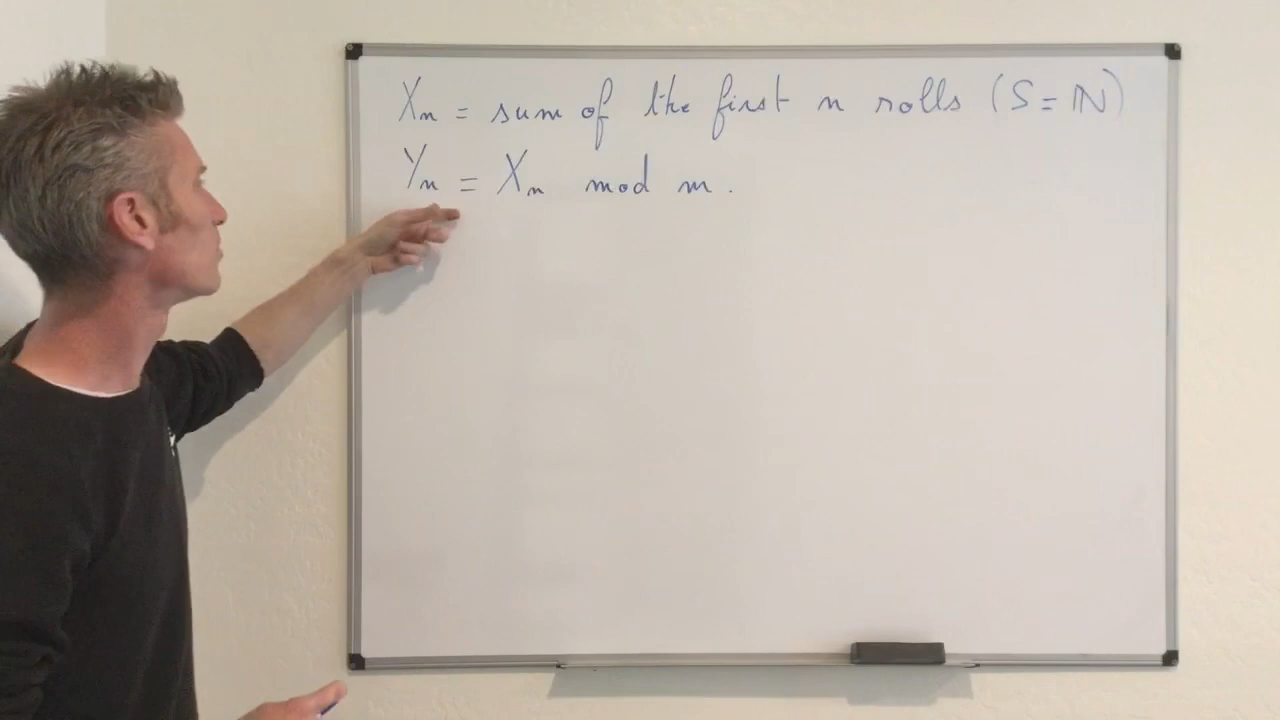 Xn = sum of the first n rolls (S = ℕ)
Yn = Xn mod m.